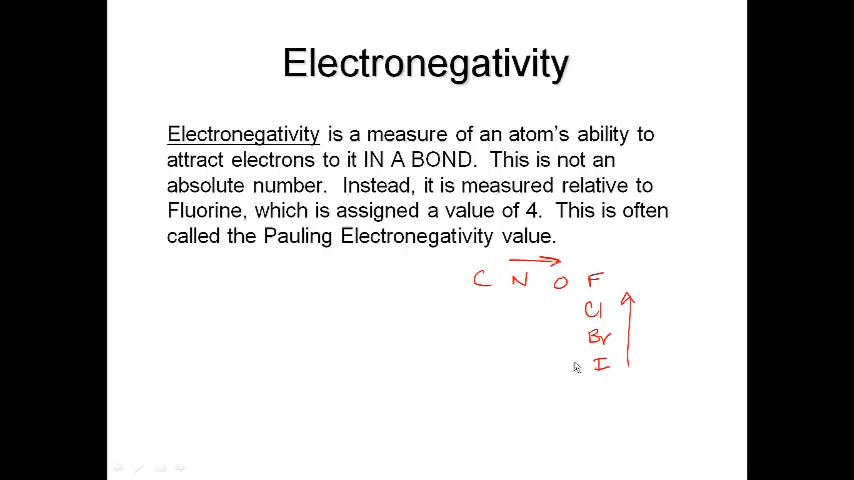 Electronegativity
Electronegativity is a measure of an atom's ability to
attract electrons to it IN A BOND. This is not an
absolute number. Instead, it is measured relative to
Fluorine, which is assigned a value of 4. This is often
called the Pauling Electronegativity value.
C N O F
Cl
Br
I